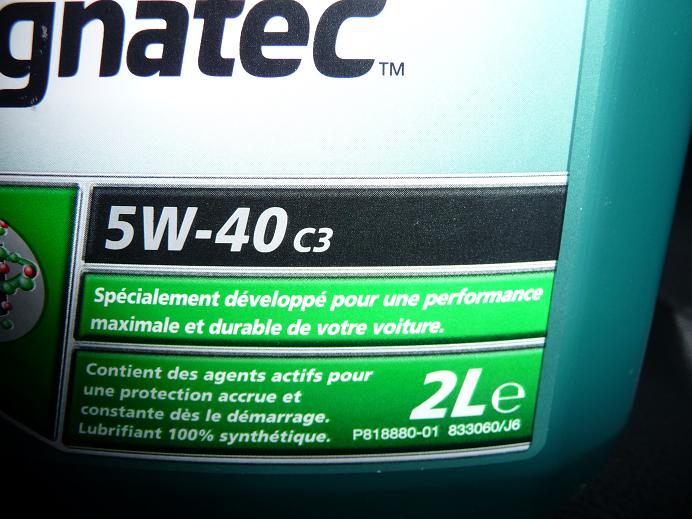 gnatec™
5W-40 C3
Spécialement développé pour une performance
maximale et durable de votre voiture.
Contient des agents actifs pour
une protection accrue et
constante dès le démarrage.
Lubrifiant 100% synthétique.
2L e
P818880-01 833060/J6